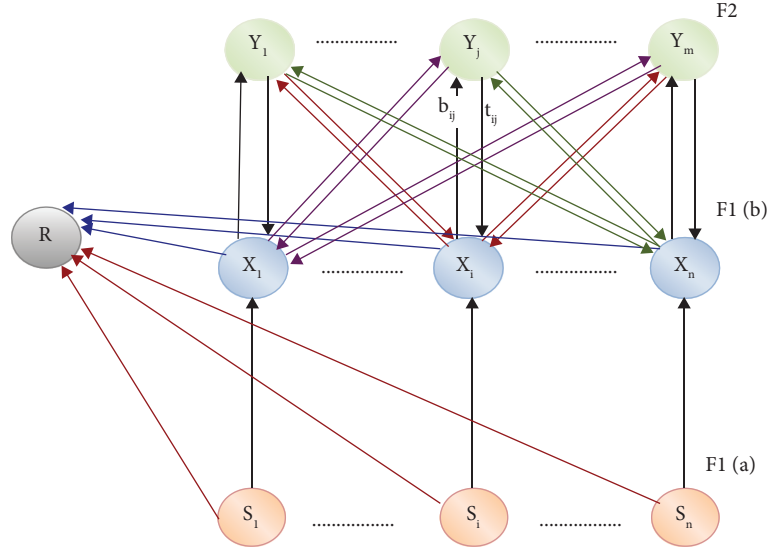 F2
Y1 ................ Yj ................ Ym
bij tij
F1 (b)
R
X1 ................ Xi ................ Xn
F1 (a)
S1 ................ Si ................ Sn